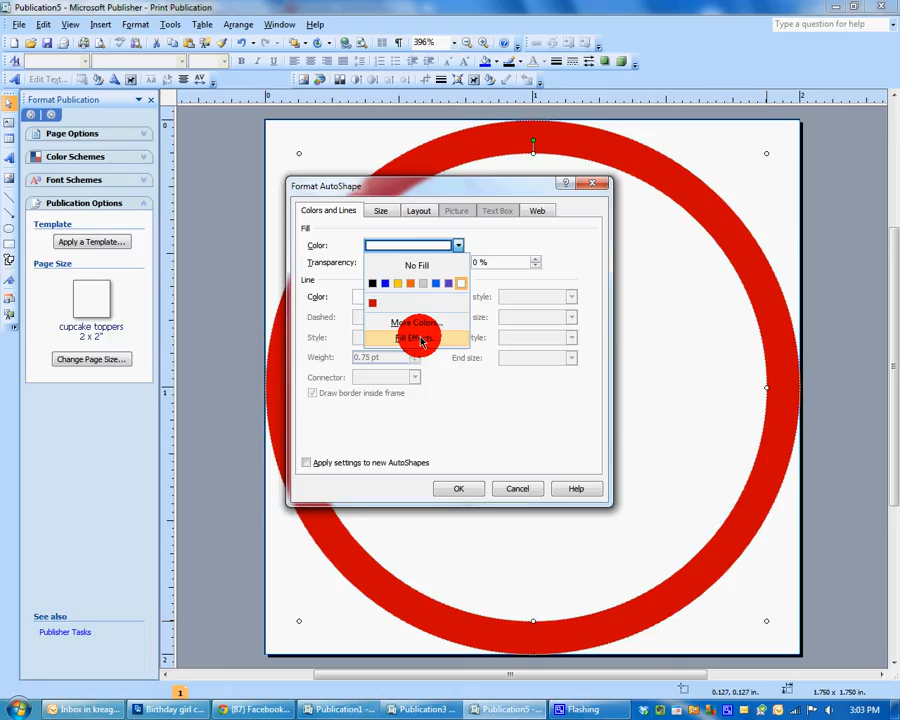 Publication5 - Microsoft Publisher - Print Publication
File Edit View Insert Format Tools Table Arrange Window Help
Type a question for help
396%
Edit Text...
Format Publication
Page Options
Color Schemes
Font Schemes
Publication Options
Template
Apply a Template...
Page Size
cupcake toppers
2 x 2"
Change Page Size...
See also
Publisher Tasks
0 1 2
0
1
2
Format AutoShape
Colors and Lines Size Layout Picture Text Box Web
Fill
Color:
No Fill
Transparency: 0 %
Line
Color: style:
More Colors...
Dashed: size:
Fill Effects...
Style: style:
Weight: 0.75 pt End size:
Connector:
Draw border inside frame
Apply settings to new AutoShapes
OK Cancel Help
1
0.127, 0.127 in. 1.750 x 1.750 in.
Inbox in kreag... Birthday girl c... (87) Facebook... Publication1 -... Publication3 ... Publication5 -... Flashing 3:03 PM